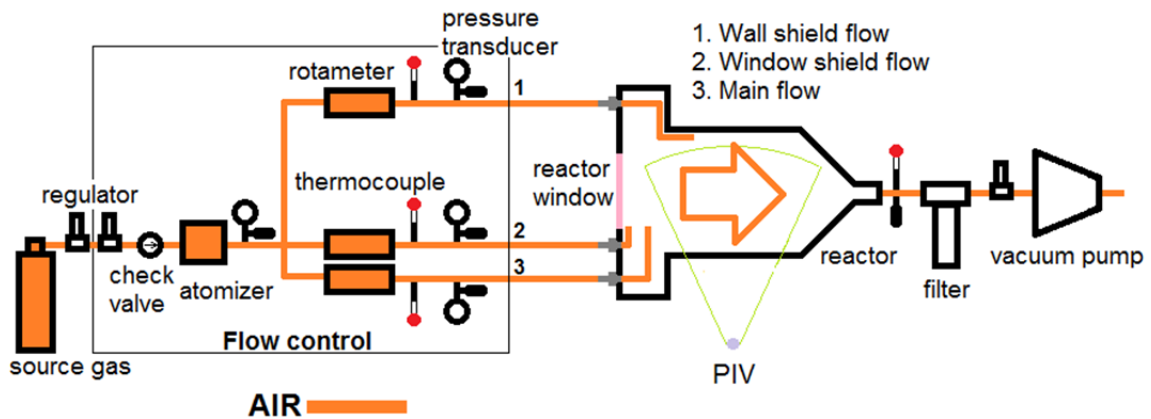 pressure
transducer
rotameter
1. Wall shield flow
2. Window shield flow
3. Main flow
1
thermocouple
reactor
window
regulator
2
3
check
valve
atomizer
reactor
filter
vacuum pump
Flow control
source gas
PIV
AIR